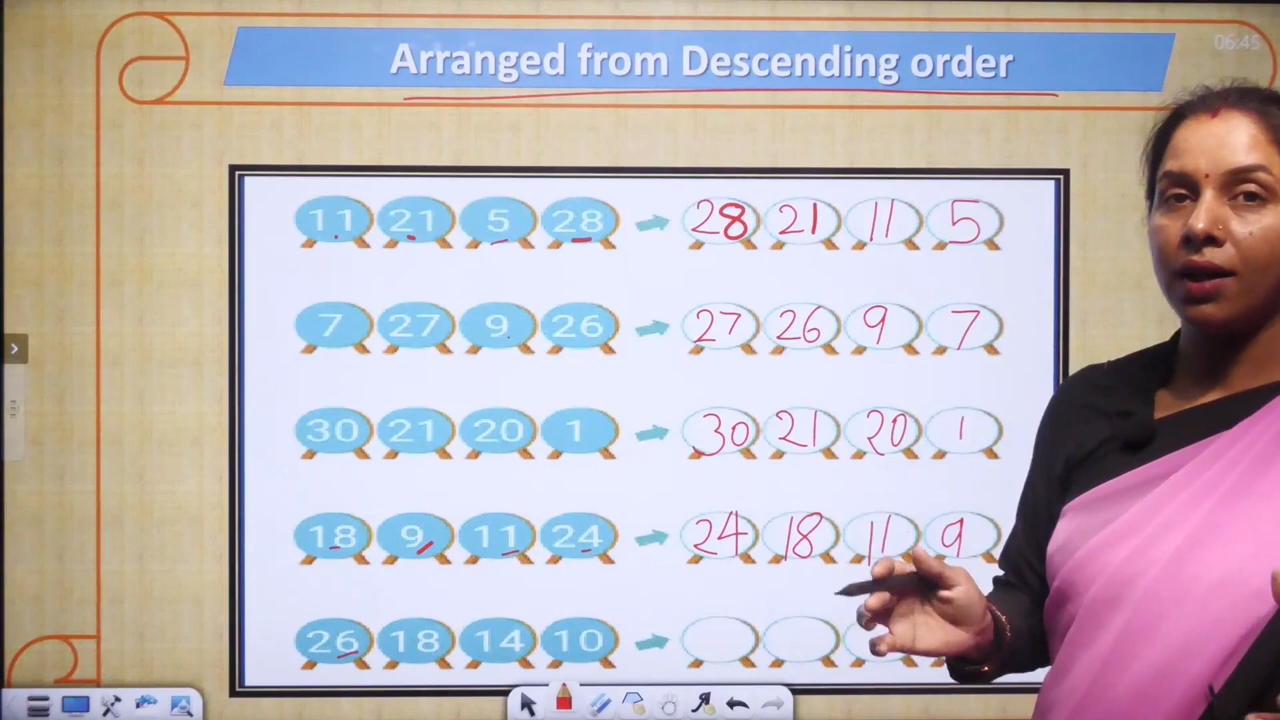 Arranged from Descending order
06:45
11 21 5 28 28 21 11 5
7 27 9 26 27 26 9 7
30 21 20 1 30 21 20 1
18 9 11 24 24 18 11 9
26 18 14 10